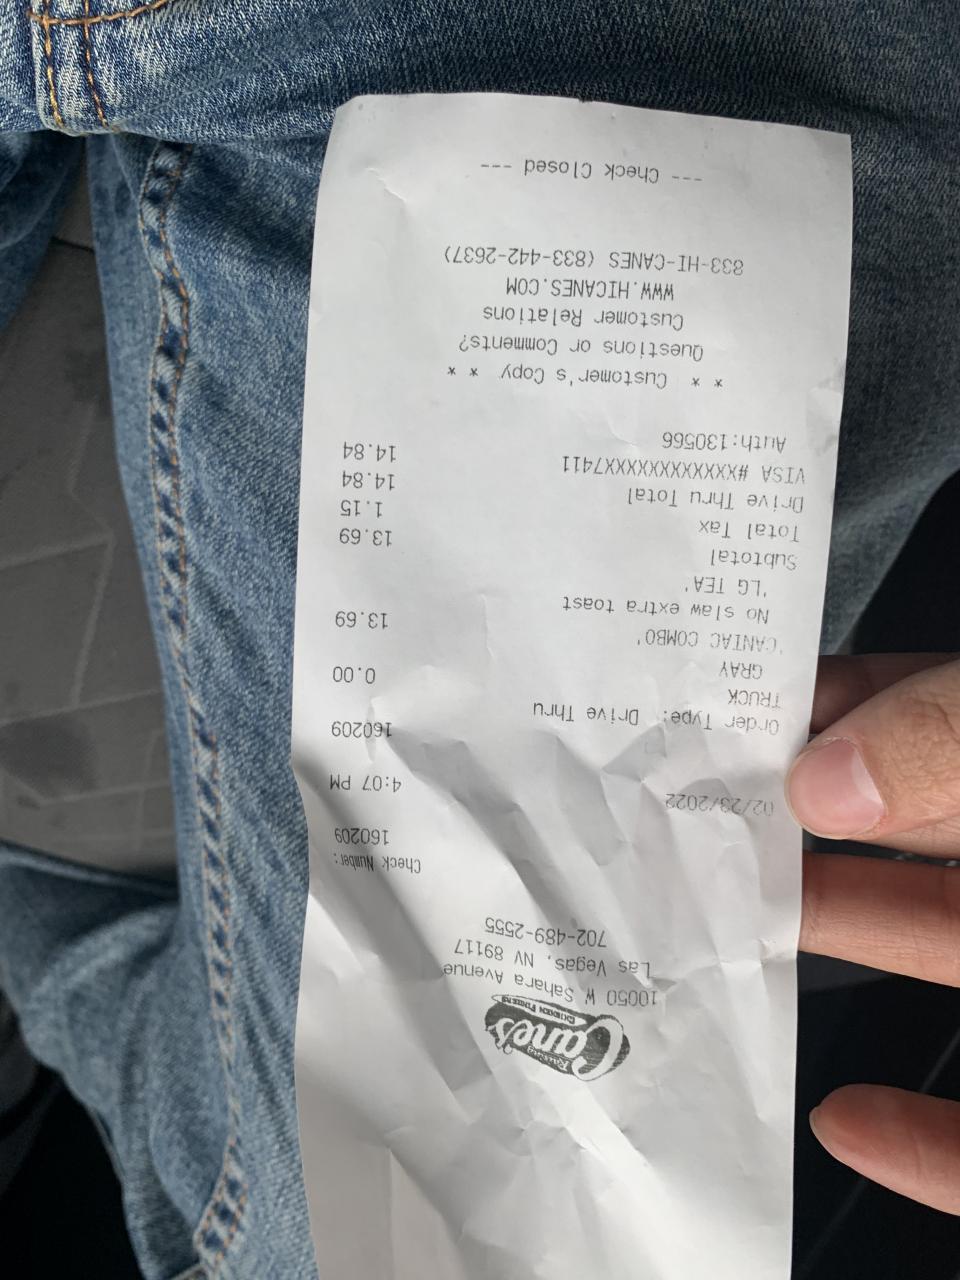 Raising
Cane's
CHICKEN FINGERS
10050 W Sahara Avenue
Las Vegas, NV 89117
702-489-2555
Check Number:
160209
02/23/2022 4:07 PM
160209
Order Type: Drive Thru
TRUCK 0.00
GRAY
'CANIAC COMBO' 13.69
No slaw extra toast
'LG TEA'
Subtotal 13.69
Total Tax 1.15
Drive Thru Total 14.84
VISA #XXXXXXXXXXXX7411 14.84
Auth:130566
* * Customer's Copy * *
Questions or Comments?
Customer Relations
WWW.HICANES.COM
833-HI-CANES (833-442-2637)
--- Check Closed ---